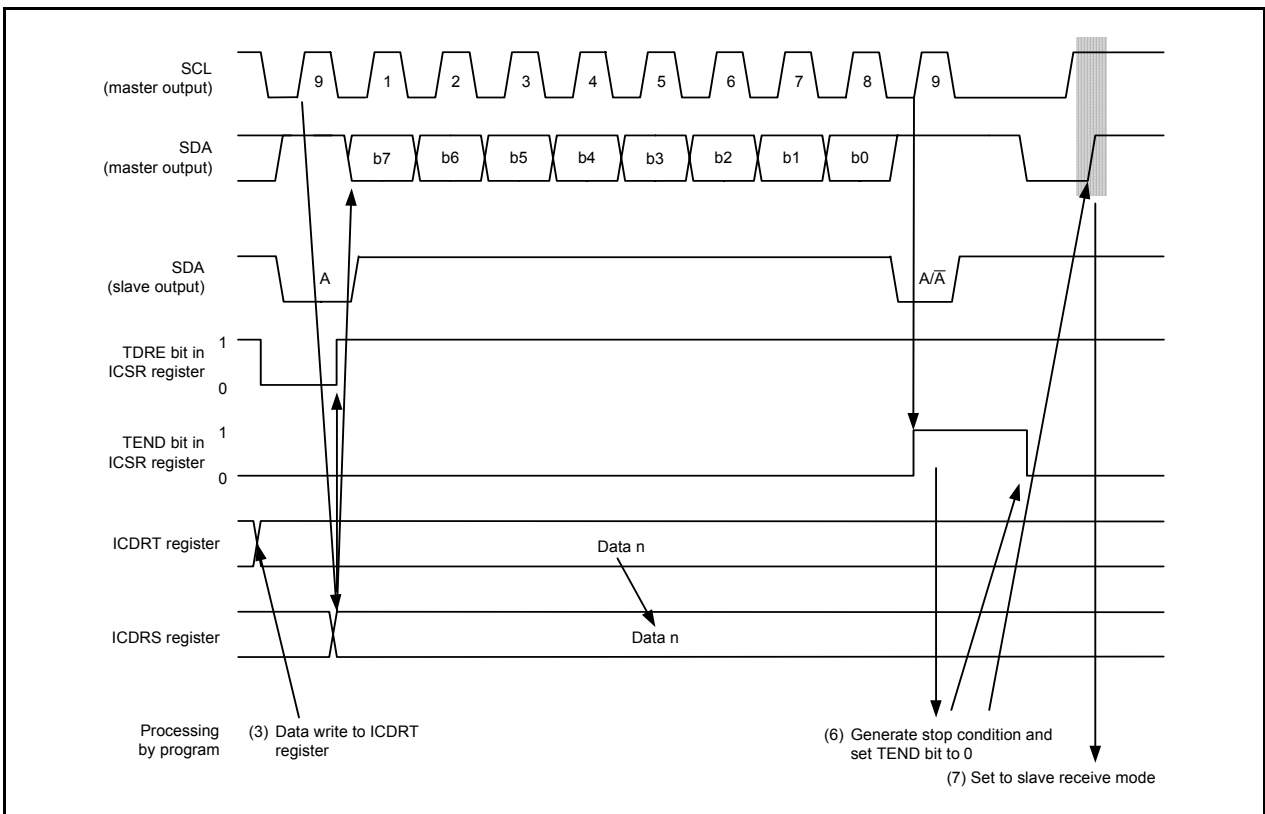 SCL
(master output)
9 1 2 3 4 5 6 7 8 9
SDA
(master output)
b7 b6 b5 b4 b3 b2 b1 b0
SDA
(slave output)
A A/A̅
TDRE bit in
ICSR register
1
0
TEND bit in
ICSR register
1
0
ICDRT register
Data n
ICDRS register
Data n
Processing
by program
(3) Data write to ICDRT
register
(6) Generate stop condition and
set TEND bit to 0
(7) Set to slave receive mode